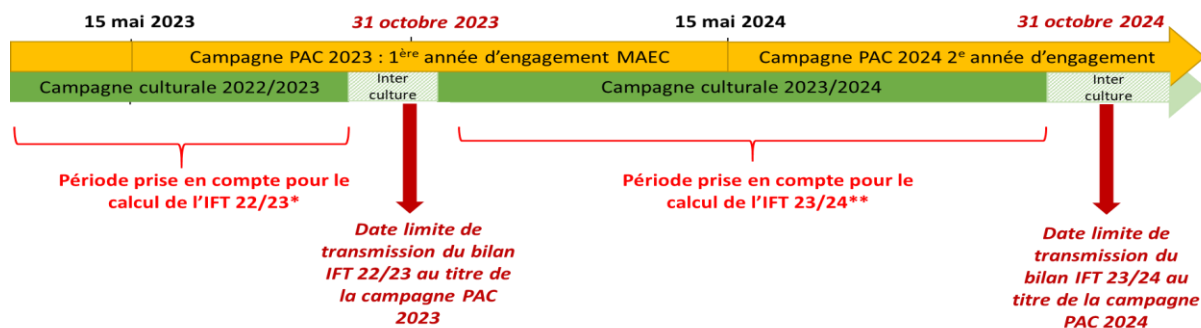 15 mai 2023
31 octobre 2023
15 mai 2024
31 octobre 2024
Campagne PAC 2023 : 1ère année d’engagement MAEC
Campagne PAC 2024 2e année d’engagement
Campagne culturale 2022/2023
Inter
culture
Campagne culturale 2023/2024
Inter
culture
Période prise en compte pour le
calcul de l’IFT 22/23*
Période prise en compte pour le
calcul de l’IFT 23/24**
Date limite de
transmission du bilan
IFT 22/23 au titre de
la campagne PAC
2023
Date limite de
transmission du
bilan IFT 23/24 au
titre de la campagne
PAC 2024